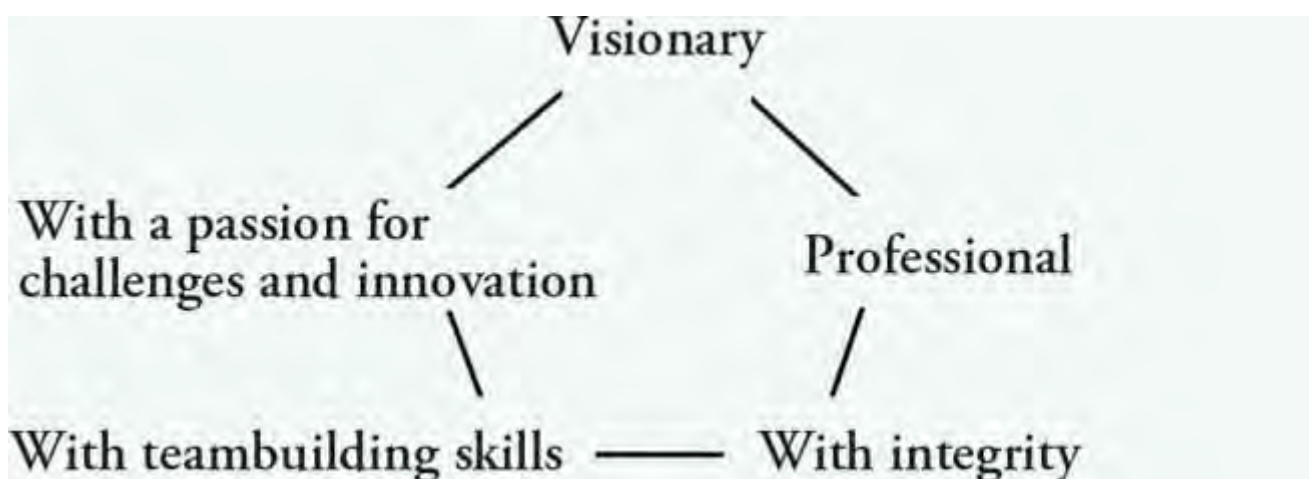 Visionary
With a passion for
challenges and innovation
Professional
With teambuilding skills
With integrity